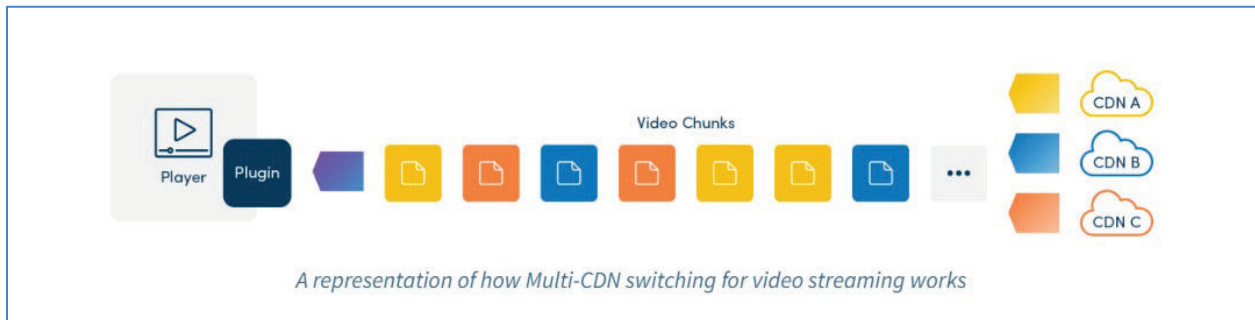 Video Chunks
Player
Plugin
•••
CDN A
CDN B
CDN C
A representation of how Multi-CDN switching for video streaming works